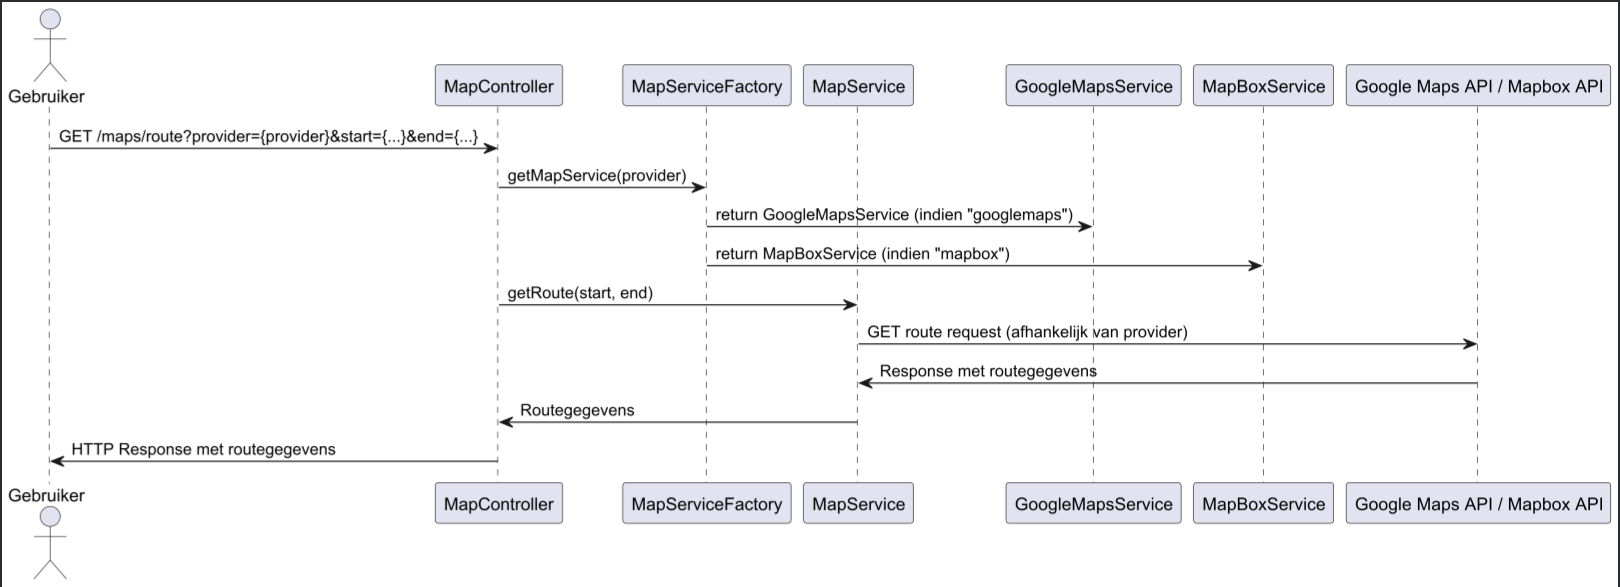 Gebruiker
MapController
MapServiceFactory
MapService
GoogleMapsService
MapBoxService
Google Maps API / Mapbox API
GET /maps/route?provider={provider}&start={...}&end={...}
getMapService(provider)
return GoogleMapsService (indien "googlemaps")
return MapBoxService (indien "mapbox")
getRoute(start, end)
GET route request (afhankelijk van provider)
Response met routegegevens
Routegegevens
HTTP Response met routegegevens
Gebruiker
MapController
MapServiceFactory
MapService
GoogleMapsService
MapBoxService
Google Maps API / Mapbox API